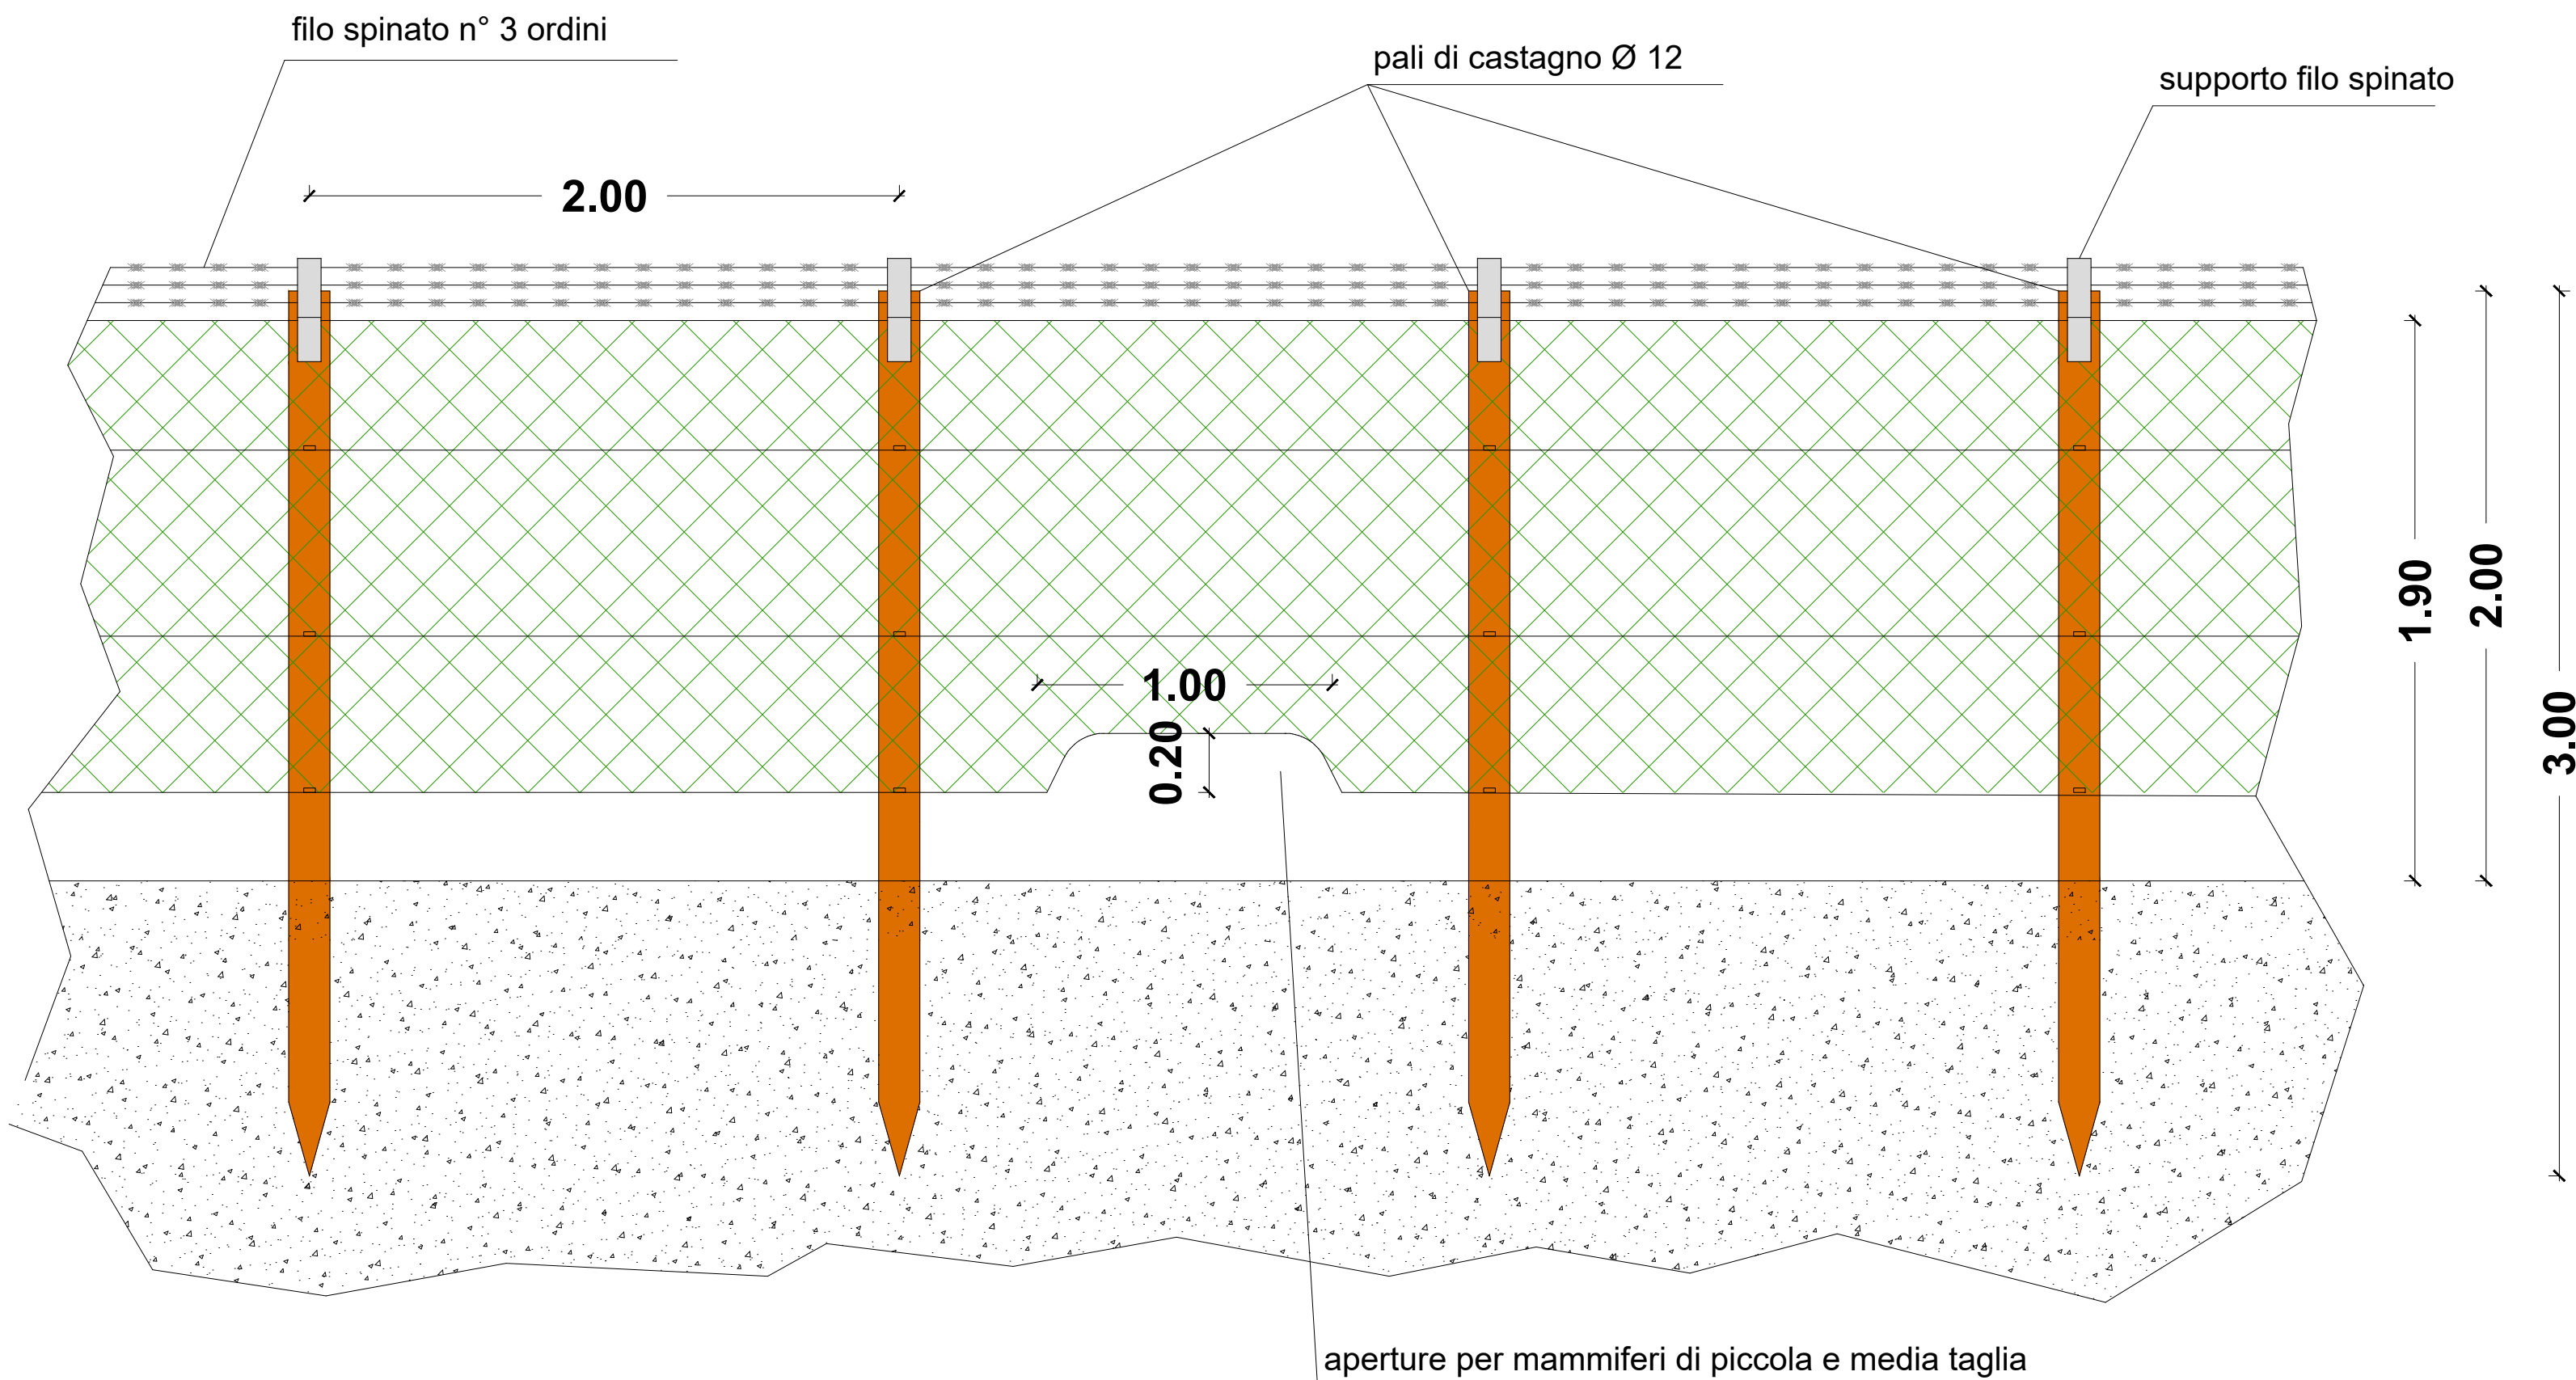 filo spinato n° 3 ordini
pali di castagno Ø 12
supporto filo spinato
2.00
1.90
2.00
3.00
1.00
0.20
aperture per mammiferi di piccola e media taglia